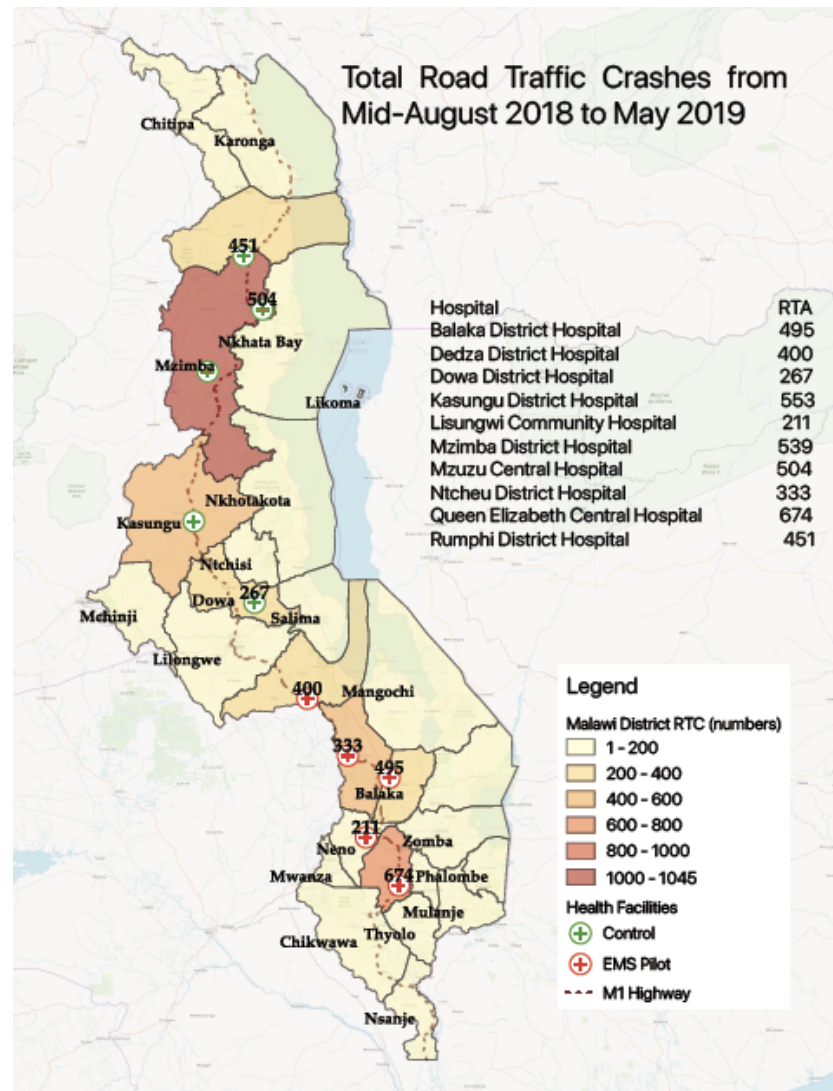 Total Road Traffic Crashes from
Mid-August 2018 to May 2019
Chitipa
Karonga
451
504
Nkhata Bay
Mzimba
Likoma
Hospital RTA
Balaka District Hospital 495
Dedza District Hospital 400
Dowa District Hospital 267
Kasungu District Hospital 553
Lisungwi Community Hospital 211
Mzimba District Hospital 539
Mzuzu Central Hospital 504
Ntcheu District Hospital 333
Queen Elizabeth Central Hospital 674
Rumphi District Hospital 451
Nkhotakota
Kasungu
Ntchisi
Dowa
267
Mchinji
Salima
Lilongwe
400
Mangochi
333
495
Balaka
211
Neno
Zomba
Mwanza
674
Phalombe
Mulanje
Thyolo
Chikwawa
Nsanje
Legend
Malawi District RTC (numbers)
1 - 200
200 - 400
400 - 600
600 - 800
800 - 1000
1000 - 1045
Health Facilities
Control
EMS Pilot
M1 Highway